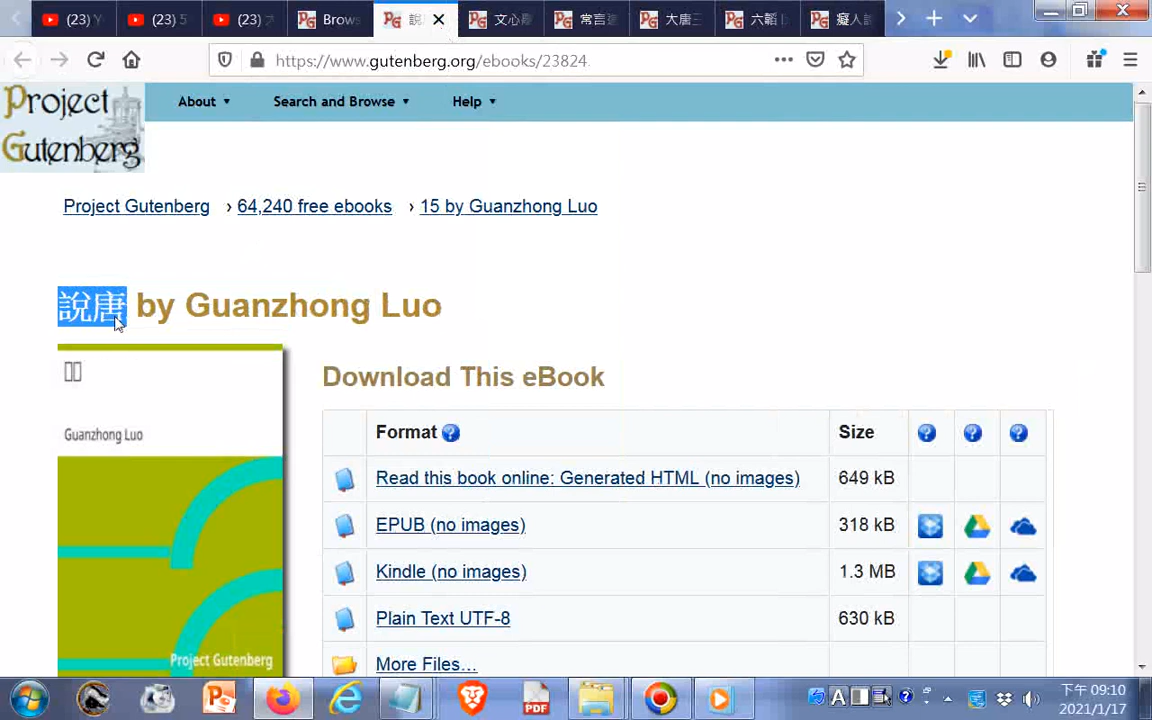 (23) Y
(23) 5
(23) 7
Brows
說
文心
常言
大唐三
六韜
癡人
https://www.gutenberg.org/ebooks/23824
Project Gutenberg
About
Search and Browse
Help
Project Gutenberg › 64,240 free ebooks › 15 by Guanzhong Luo
說唐 by Guanzhong Luo
Guanzhong Luo
Project Gutenberg
Download This eBook
Format Size
Read this book online: Generated HTML (no images) 649 kB
EPUB (no images) 318 kB
Kindle (no images) 1.3 MB
Plain Text UTF-8 630 kB
More Files…
PDF
A
下午 09:10
2021/1/17